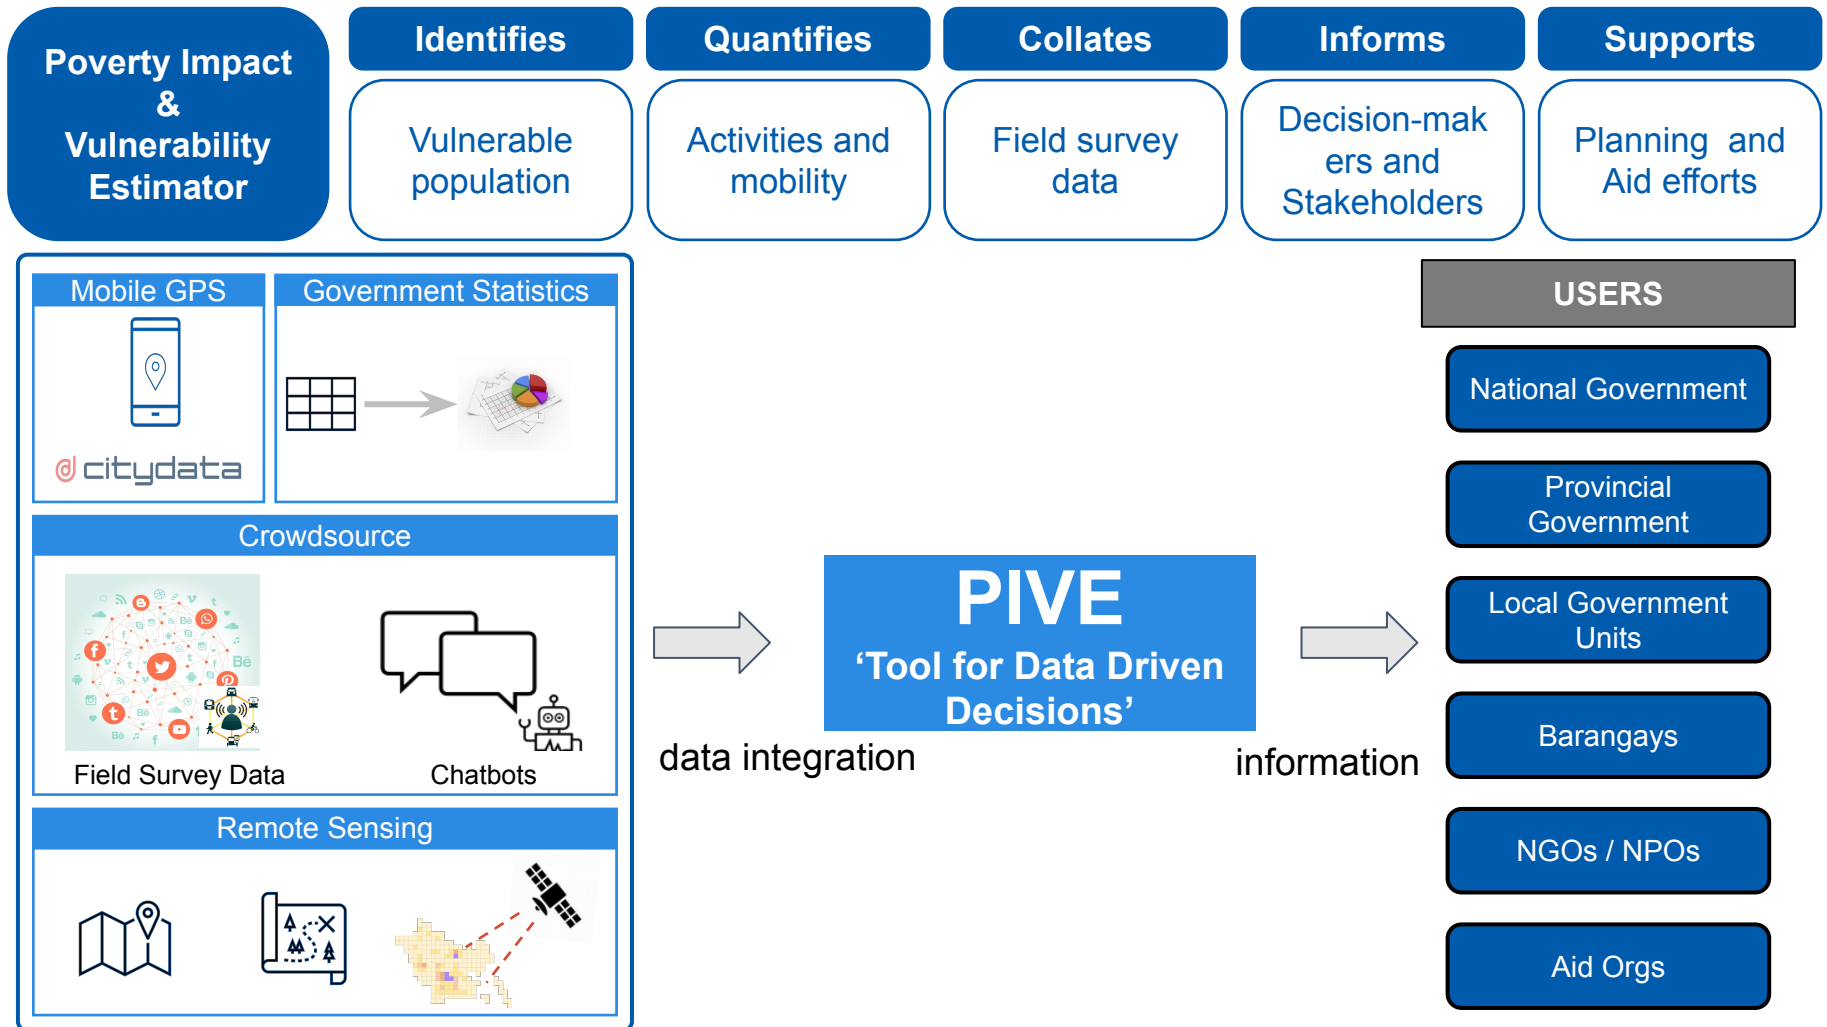 Poverty Impact
&
Vulnerability
Estimator
Identifies
Vulnerable
population
Quantifies
Activities and
mobility
Collates
Field survey
data
Informs
Decision-mak
ers and
Stakeholders
Supports
Planning and
Aid efforts
Mobile GPS
citydata
Government Statistics
Crowdsource
Field Survey Data
Chatbots
Remote Sensing
data integration
PIVE
‘Tool for Data Driven
Decisions’
information
USERS
National Government
Provincial
Government
Local Government
Units
Barangays
NGOs / NPOs
Aid Orgs